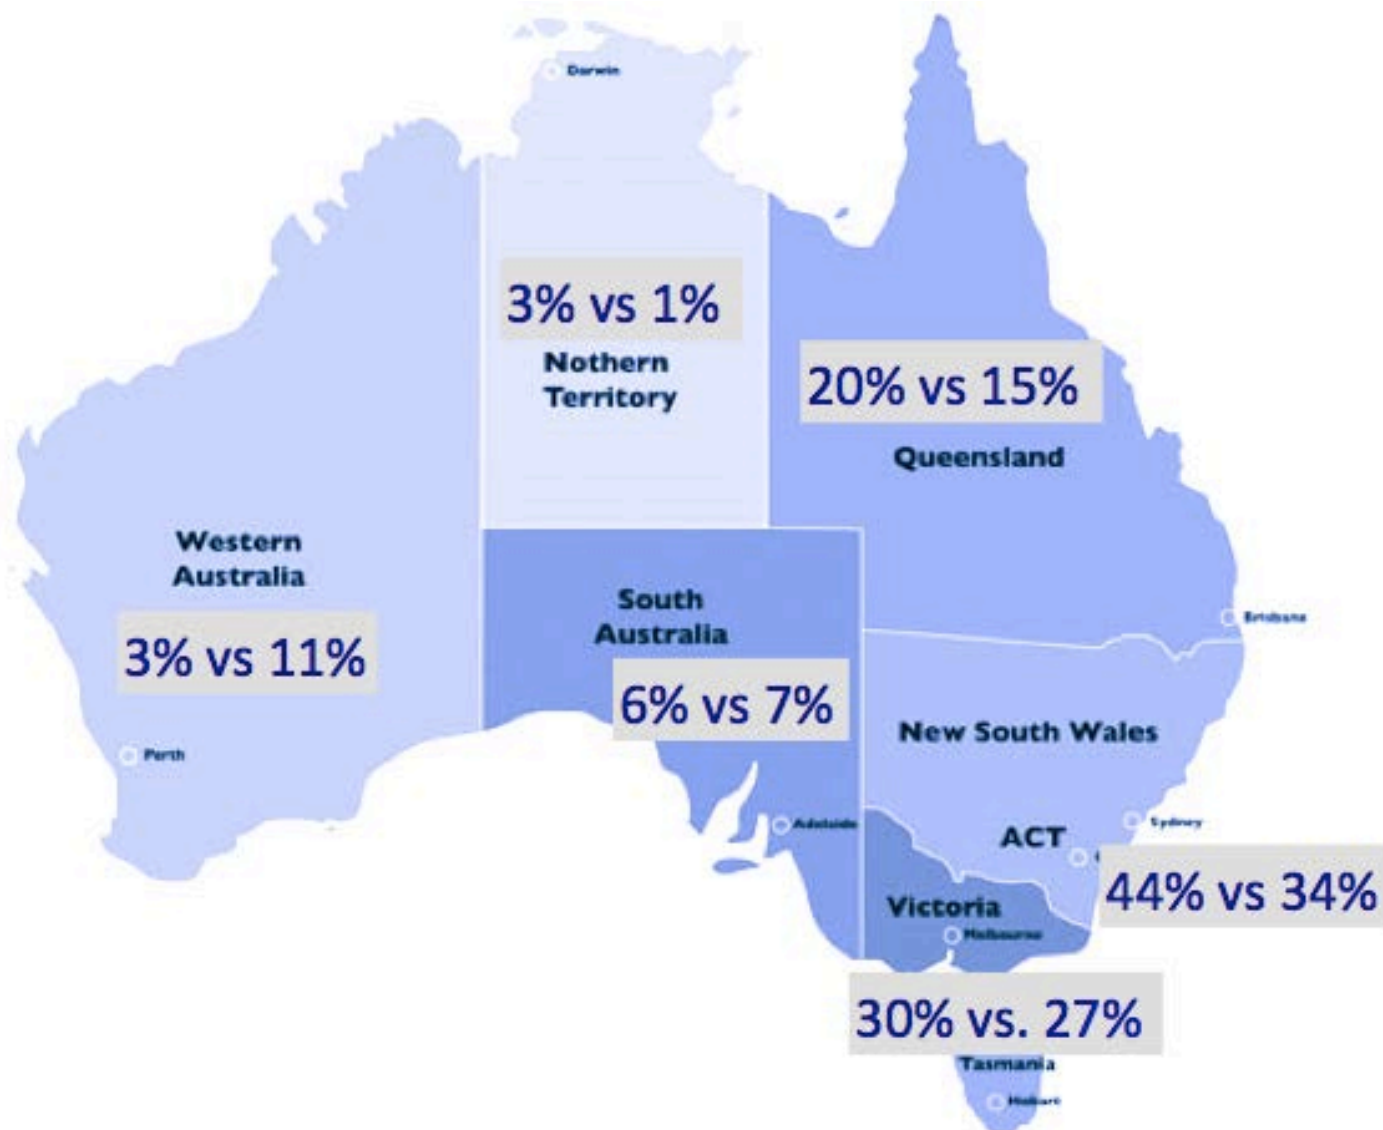 Darwin
3% vs 1%
Nothern
Territory
20% vs 15%
Queensland
Western
Australia
3% vs 11%
South
Australia
6% vs 7%
Brisbane
New South Wales
Perth
Adelaide
Sydney
ACT
44% vs 34%
Victoria
Melbourne
30% vs. 27%
Tasmania
Hobart